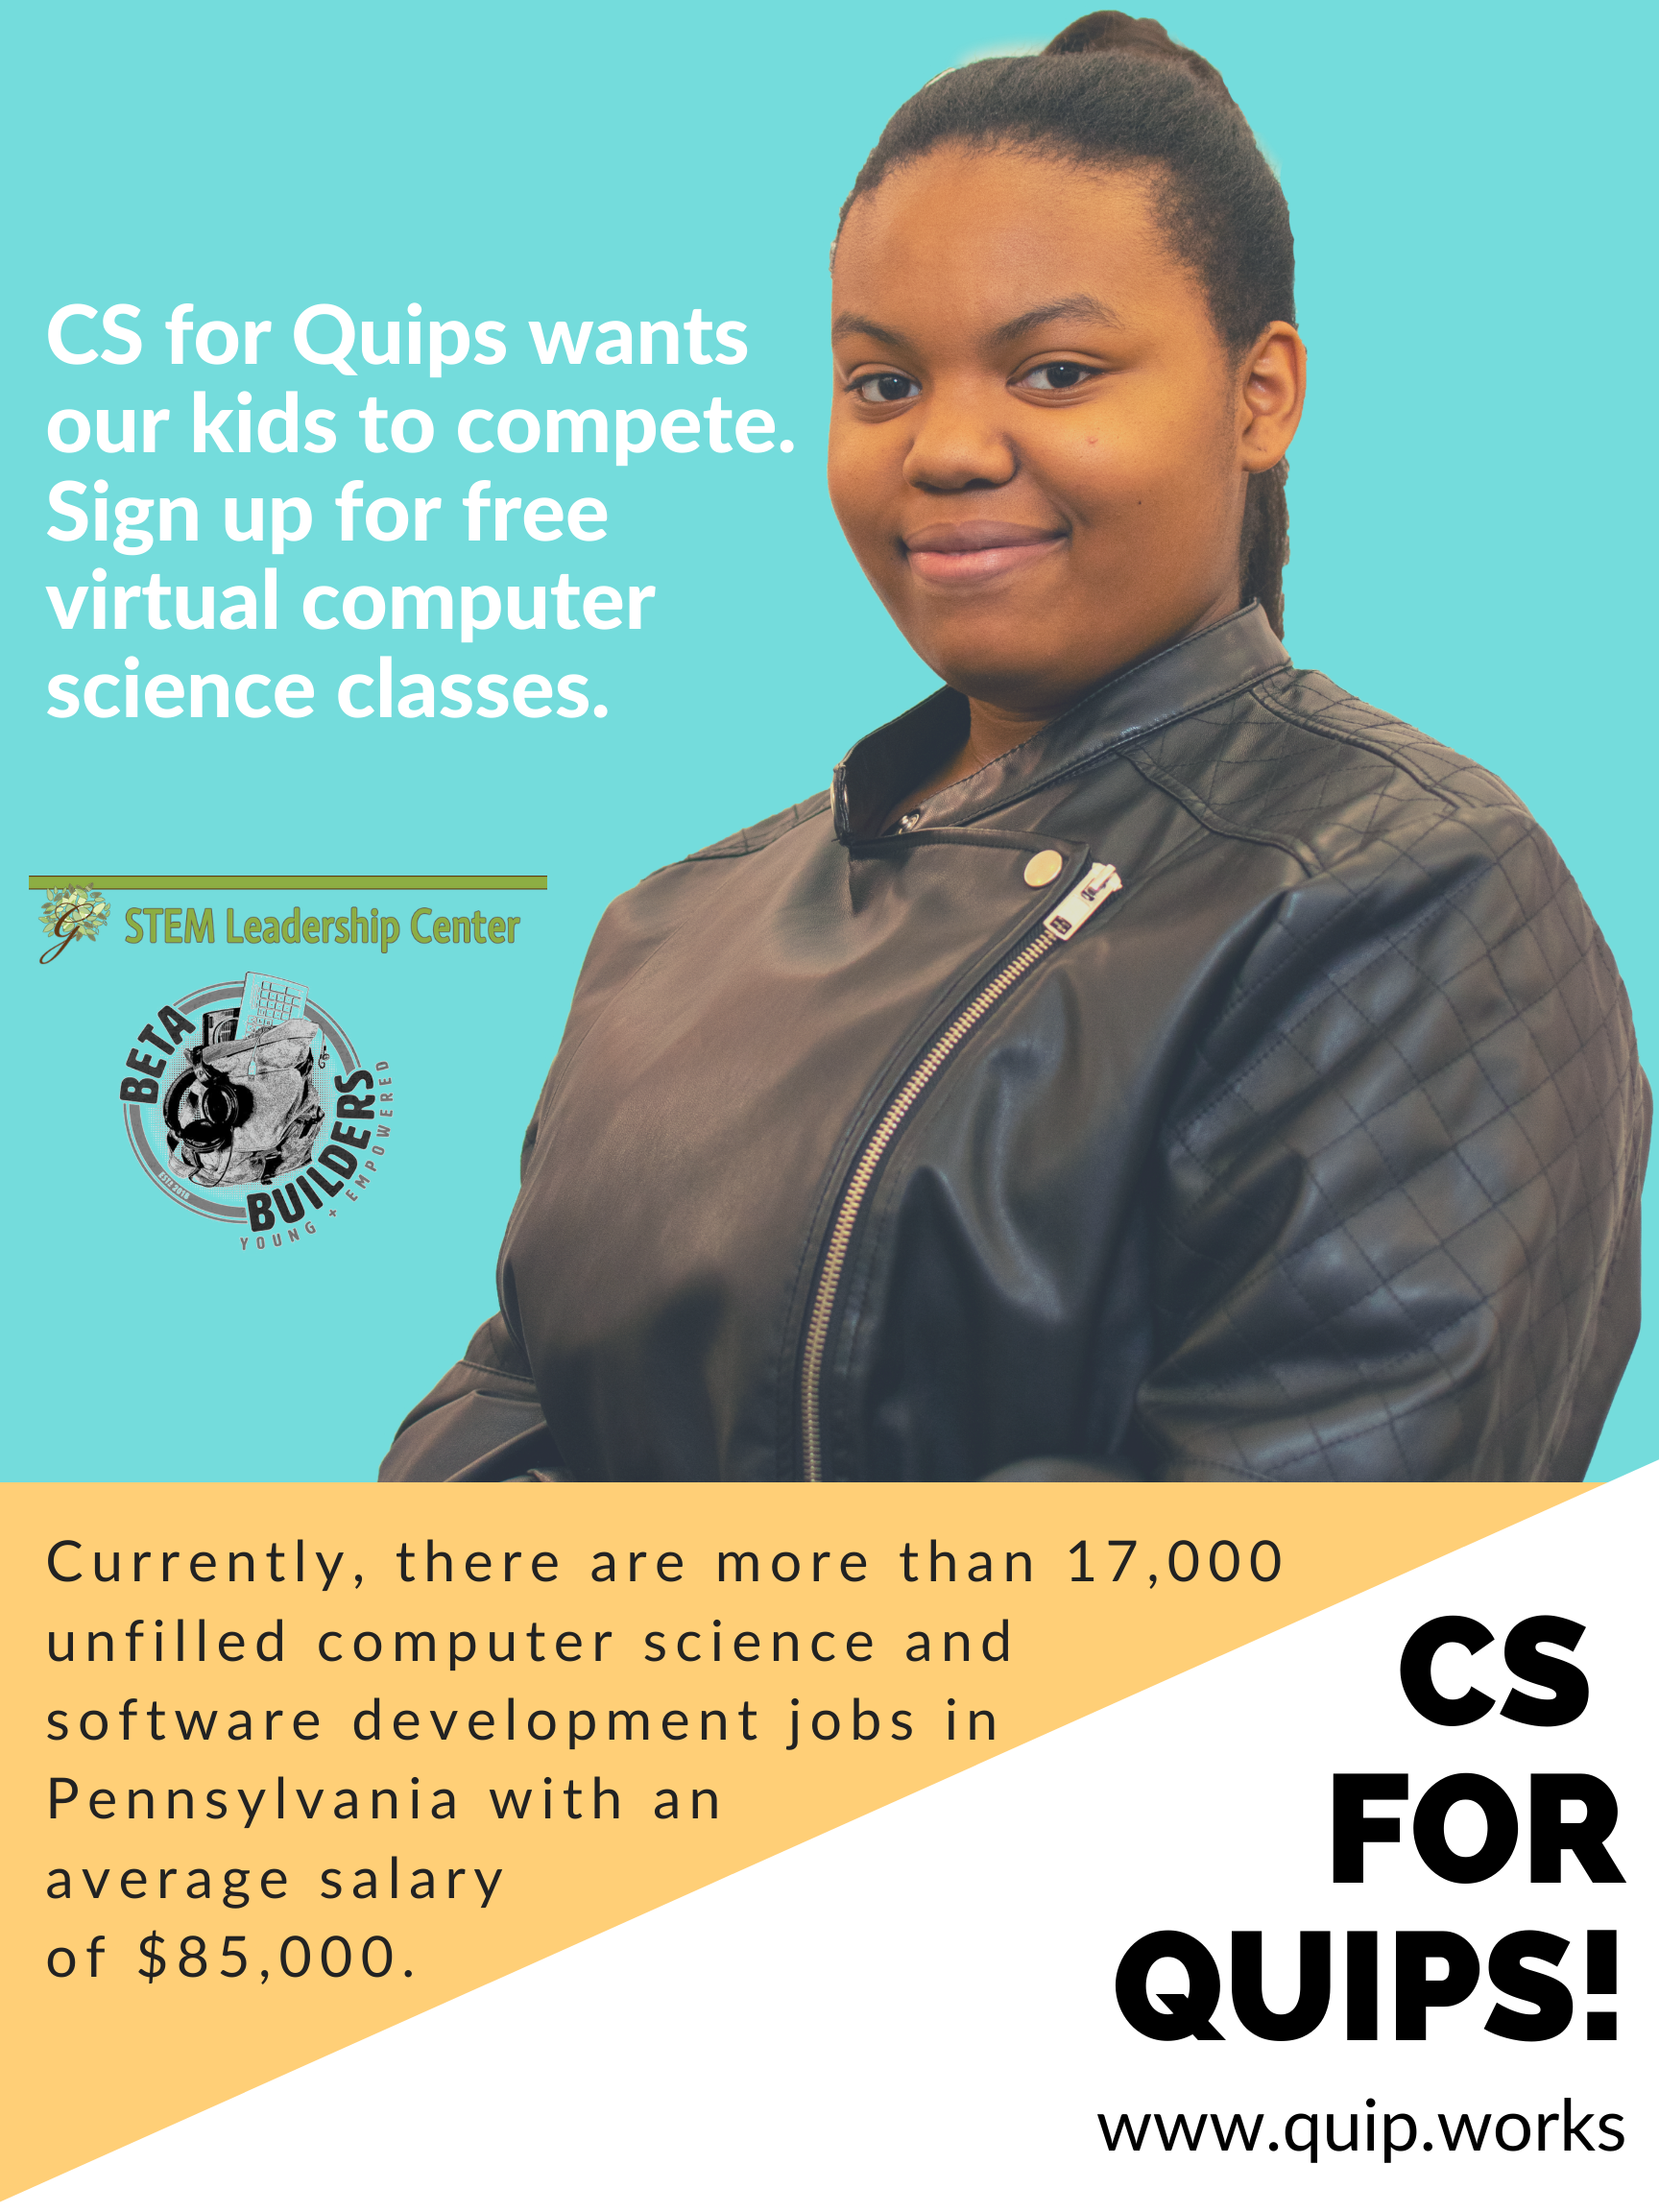 CS for Quips wants
our kids to compete.
Sign up for free
virtual computer
science classes.
STEM Leadership Center
BETA
BUILDERS
YOUNG + EMPOWERED
Currently, there are more than 17,000
unfilled computer science and
software development jobs in
Pennsylvania with an
average salary
of $85,000.
CS
FOR
QUIPS!
www.quip.works